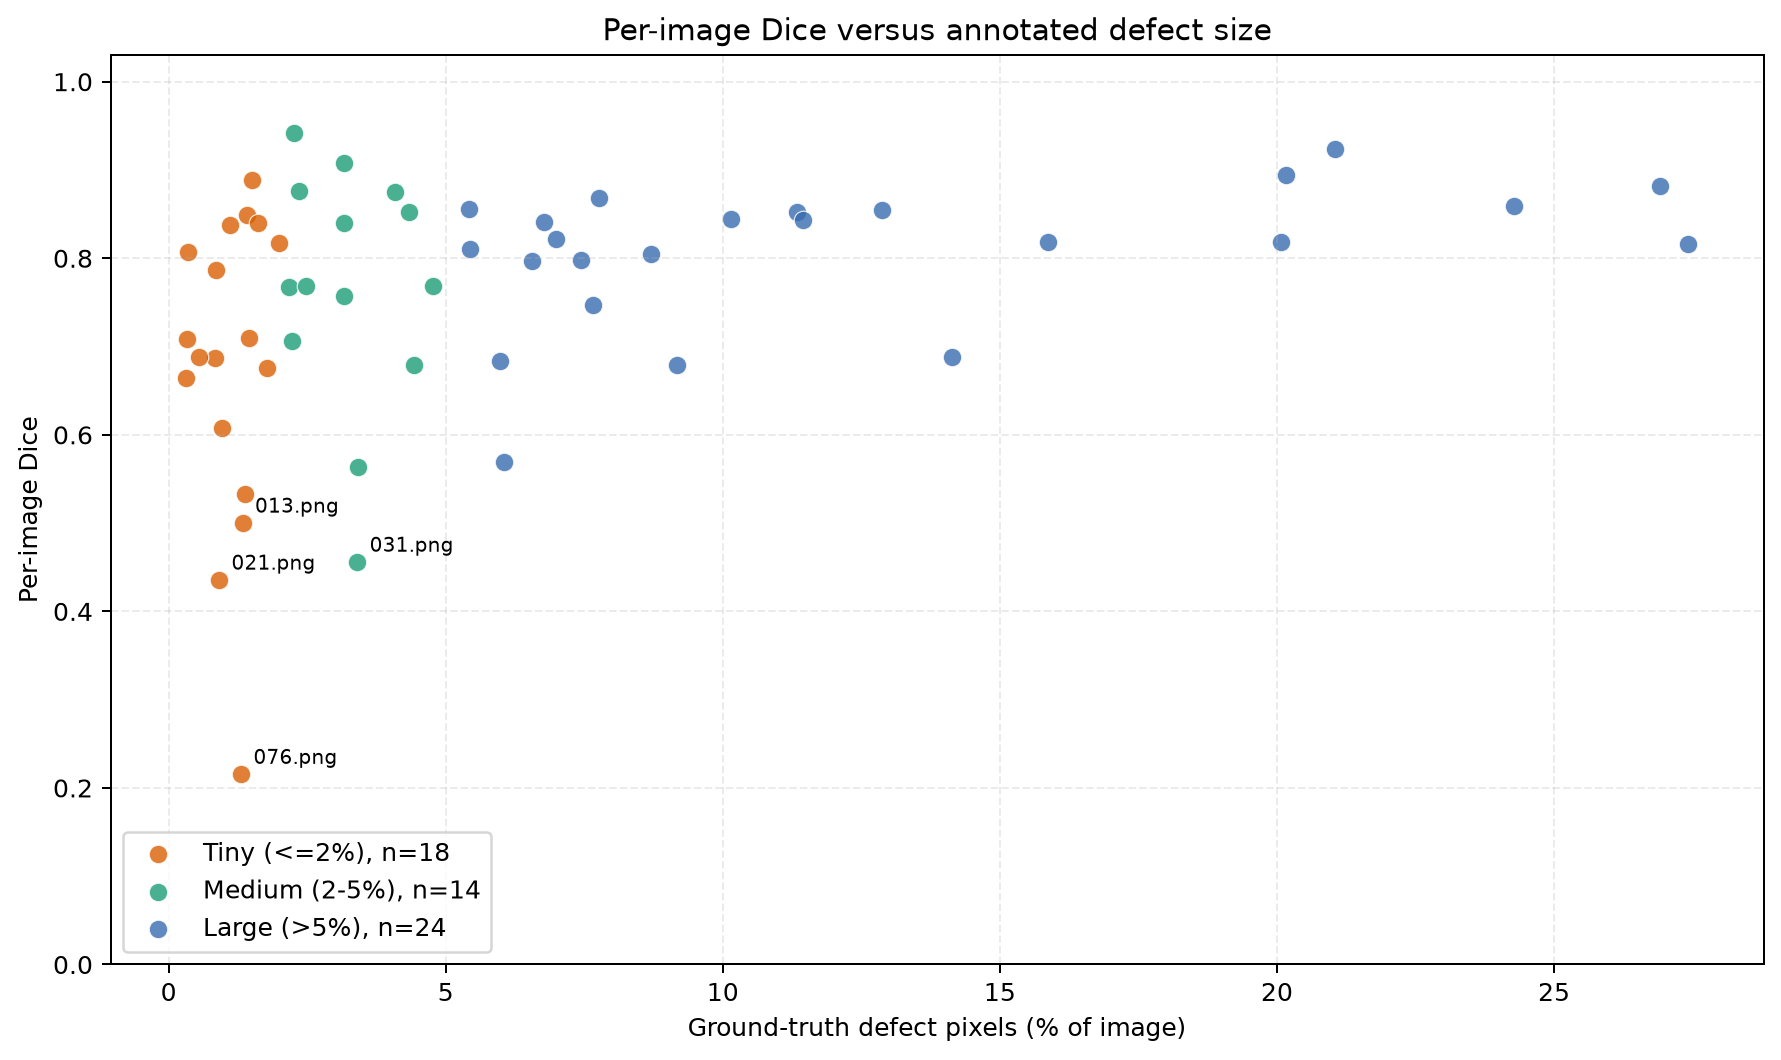 Per-image Dice versus annotated defect size
Per-image Dice
1.0
0.8
0.6
0.4
0.2
0.0
013.png
031.png
021.png
076.png
Tiny (<=2%), n=18
Medium (2-5%), n=14
Large (>5%), n=24
0 5 10 15 20 25
Ground-truth defect pixels (% of image)